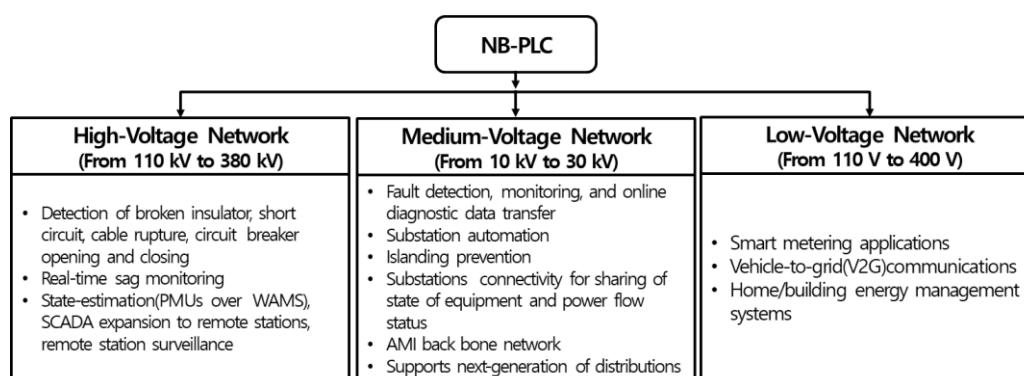 NB-PLC
High-Voltage Network
(From 110 kV to 380 kV)
• Detection of broken insulator, short
circuit, cable rupture, circuit breaker
opening and closing
• Real-time sag monitoring
• State-estimation(PMUs over WAMS),
SCADA expansion to remote stations,
remote station surveillance
Medium-Voltage Network
(From 10 kV to 30 kV)
• Fault detection, monitoring, and online
diagnostic data transfer
• Substation automation
• Islanding prevention
• Substations connectivity for sharing of
state of equipment and power flow
status
• AMI back bone network
• Supports next-generation of distributions
Low-Voltage Network
(From 110 V to 400 V)
• Smart metering applications
• Vehicle-to-grid(V2G)communications
• Home/building energy management
systems